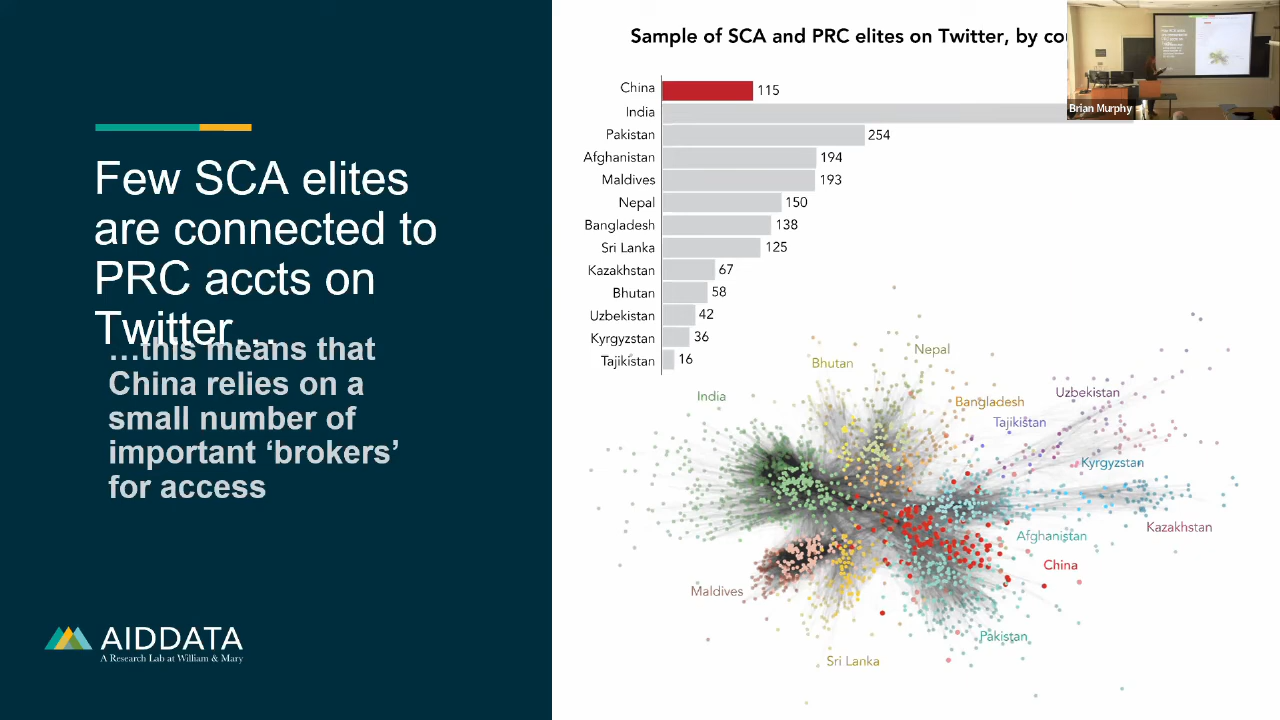 Few SCA elites
are connected to
PRC accts on
Twitter…
…this means that
China relies on a
small number of
important ‘brokers’
for access
AIDDATA
A Research Lab at William & Mary
Sample of SCA and PRC elites on Twitter, by
China 115
India
Pakistan 254
Afghanistan 194
Maldives 193
Nepal 150
Bangladesh 138
Sri Lanka 125
Kazakhstan 67
Bhutan 58
Uzbekistan 42
Kyrgyzstan 36
Tajikistan 16
Brian Murphy
Nepal
Bhutan
India
Uzbekistan
Bangladesh
Tajikistan
Kyrgyzstan
Kazakhstan
Afghanistan
China
Maldives
Pakistan
Sri Lanka